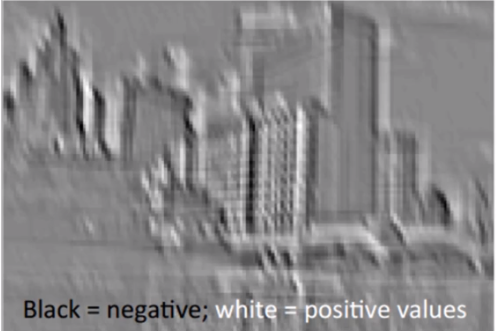 Black = negative; white = positive values